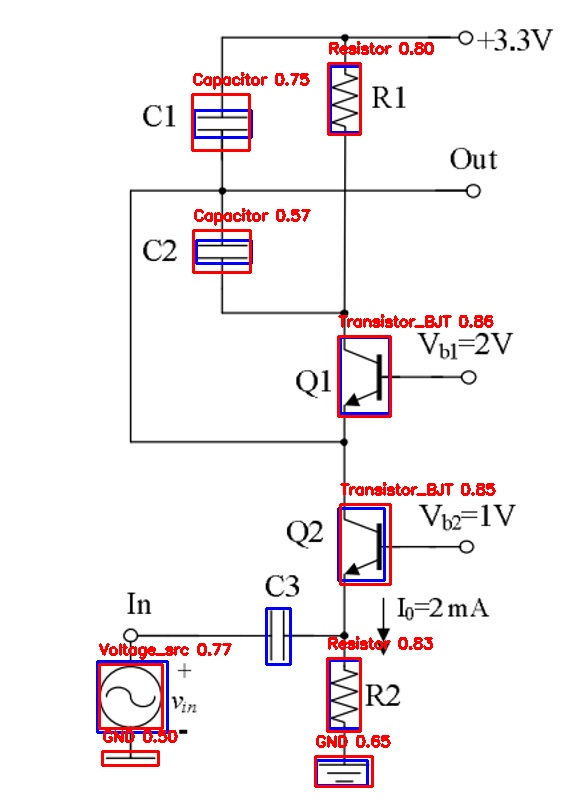 +3.3V
Resistor 0.80
Capacitor 0.75
R1
C1
Out
Capacitor 0.57
C2
Transistor_BJT 0.86
Vb1=2V
Q1
Transistor_BJT 0.85
Vb2=1V
Q2
C3
In
I0=2 mA
Resistor 0.83
Voltage_src 0.77
+
vin
R2
-
GND 0.50
GND 0.65